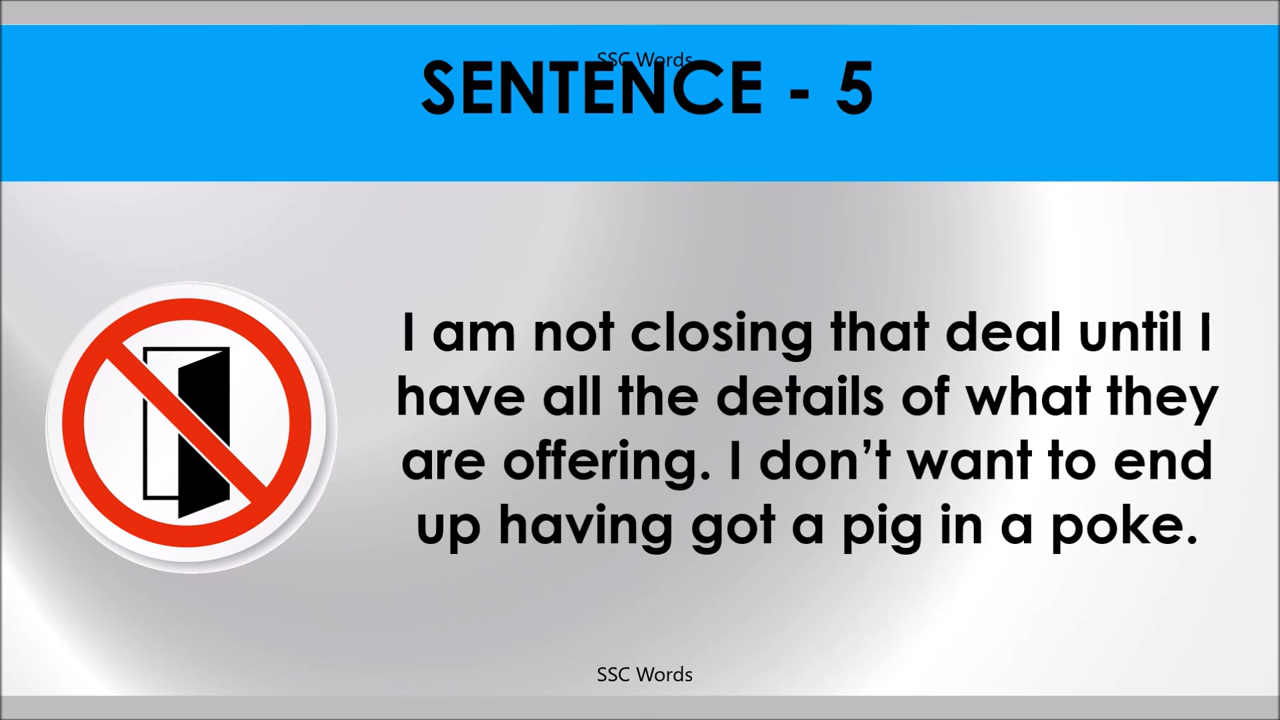 SSC Words
SENTENCE - 5
I am not closing that deal until I
have all the details of what they
are offering. I don’t want to end
up having got a pig in a poke.
SSC Words